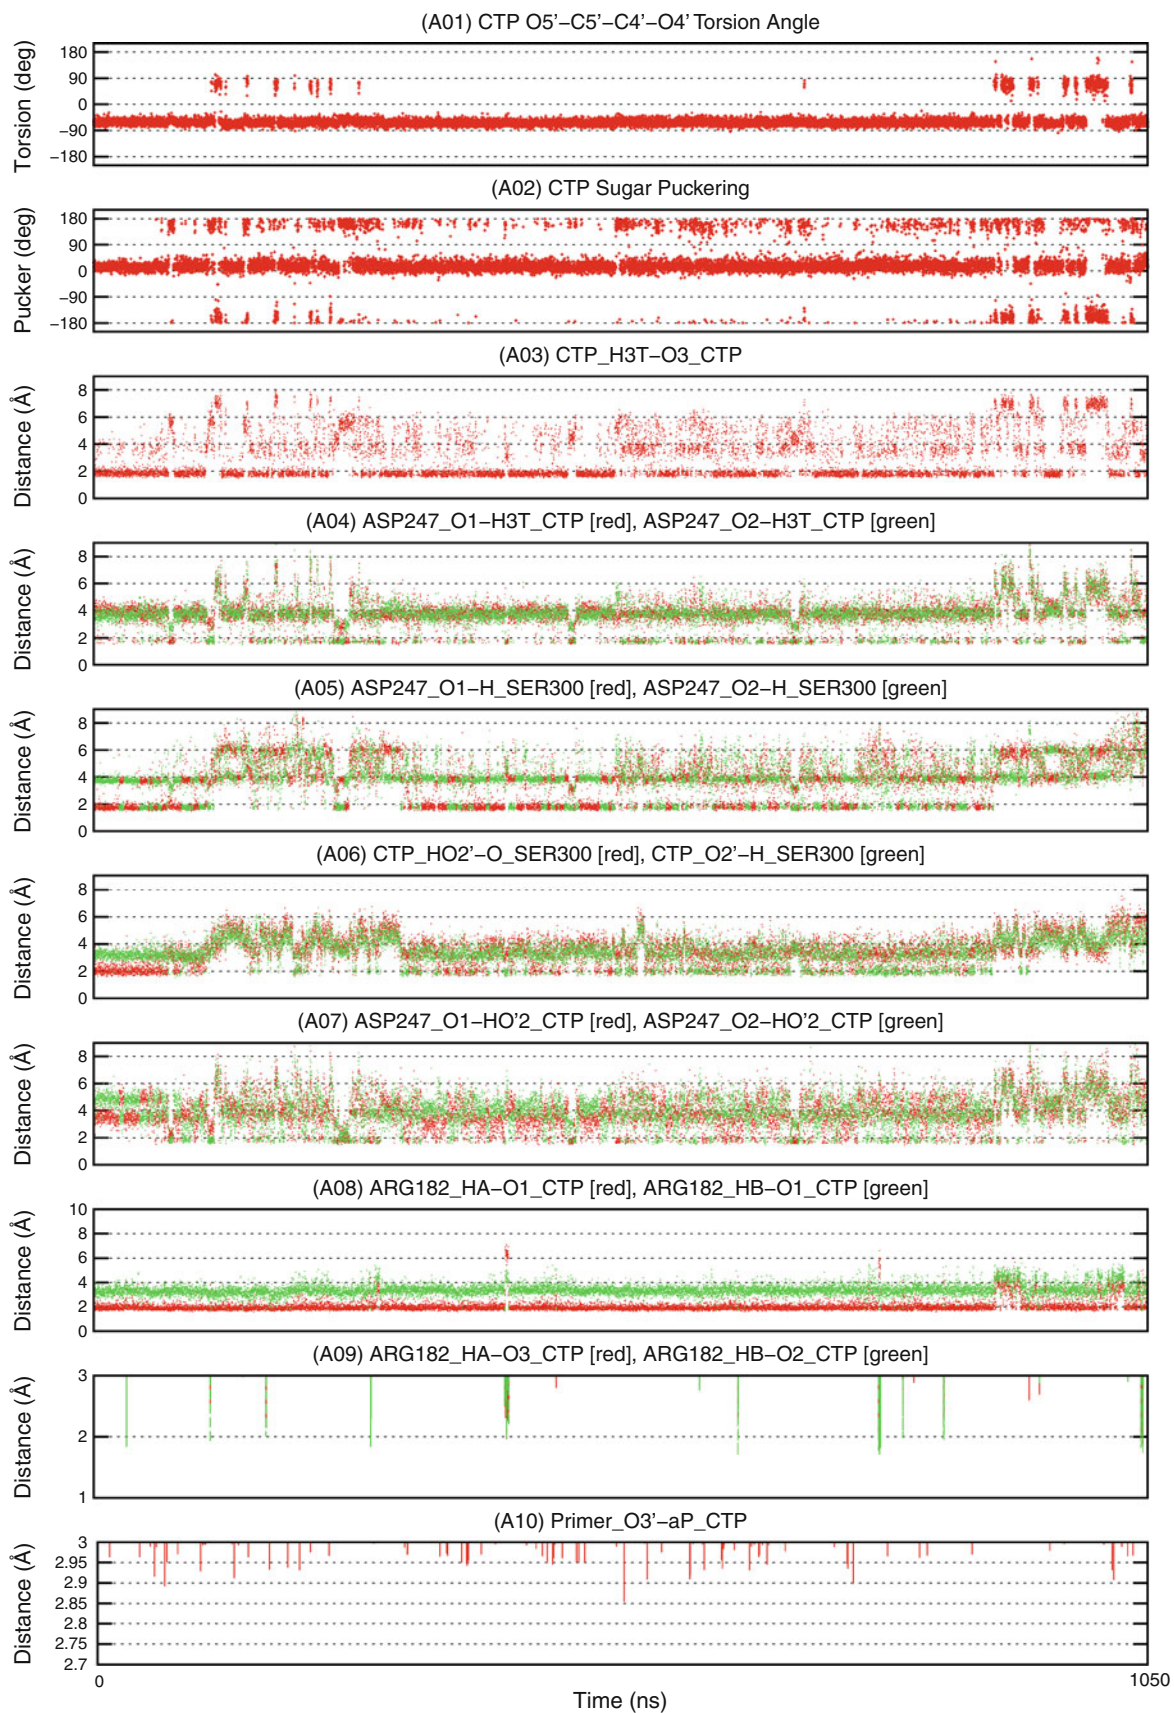 (A01) CTP O5'−C5'−C4'−O4' Torsion Angle
Torsion (deg)
180
90
0
−90
−180
(A02) CTP Sugar Puckering
Pucker (deg)
180
90
0
−90
−180
(A03) CTP_H3T−O3_CTP
Distance (Å)
8
6
4
2
0
(A04) ASP247_O1−H3T_CTP [red], ASP247_O2−H3T_CTP [green]
Distance (Å)
8
6
4
2
0
(A05) ASP247_O1−H_SER300 [red], ASP247_O2−H_SER300 [green]
Distance (Å)
8
6
4
2
0
(A06) CTP_HO2'−O_SER300 [red], CTP_O2'−H_SER300 [green]
Distance (Å)
8
6
4
2
0
(A07) ASP247_O1−HO'2_CTP [red], ASP247_O2−HO'2_CTP [green]
Distance (Å)
8
6
4
2
0
(A08) ARG182_HA−O1_CTP [red], ARG182_HB−O1_CTP [green]
Distance (Å)
10
8
6
4
2
0
(A09) ARG182_HA−O3_CTP [red], ARG182_HB−O2_CTP [green]
Distance (Å)
3
2
1
(A10) Primer_O3'−aP_CTP
Distance (Å)
3
2.95
2.9
2.85
2.8
2.75
2.7
0
1050
Time (ns)